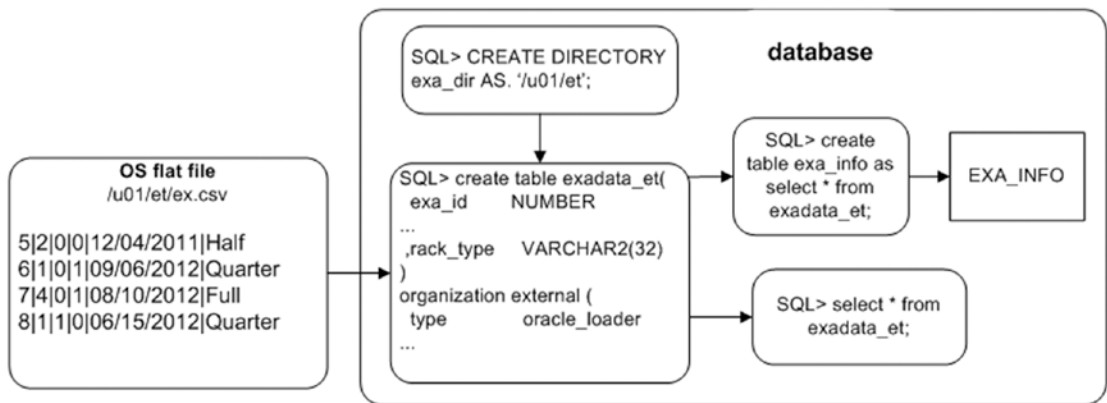 OS flat file
/u01/et/ex.csv
5|2|0|0|12/04/2011|Half
6|1|0|1|09/06/2012|Quarter
7|4|0|1|08/10/2012|Full
8|1|1|0|06/15/2012|Quarter
database
SQL> CREATE DIRECTORY
exa_dir AS. ‘/u01/et’;
SQL> create table exadata_et(
exa_id NUMBER
...
,rack_type VARCHAR2(32)
)
organization external (
type oracle_loader
...
SQL> create
table exa_info as
select * from
exadata_et;
EXA_INFO
SQL> select * from
exadata_et;